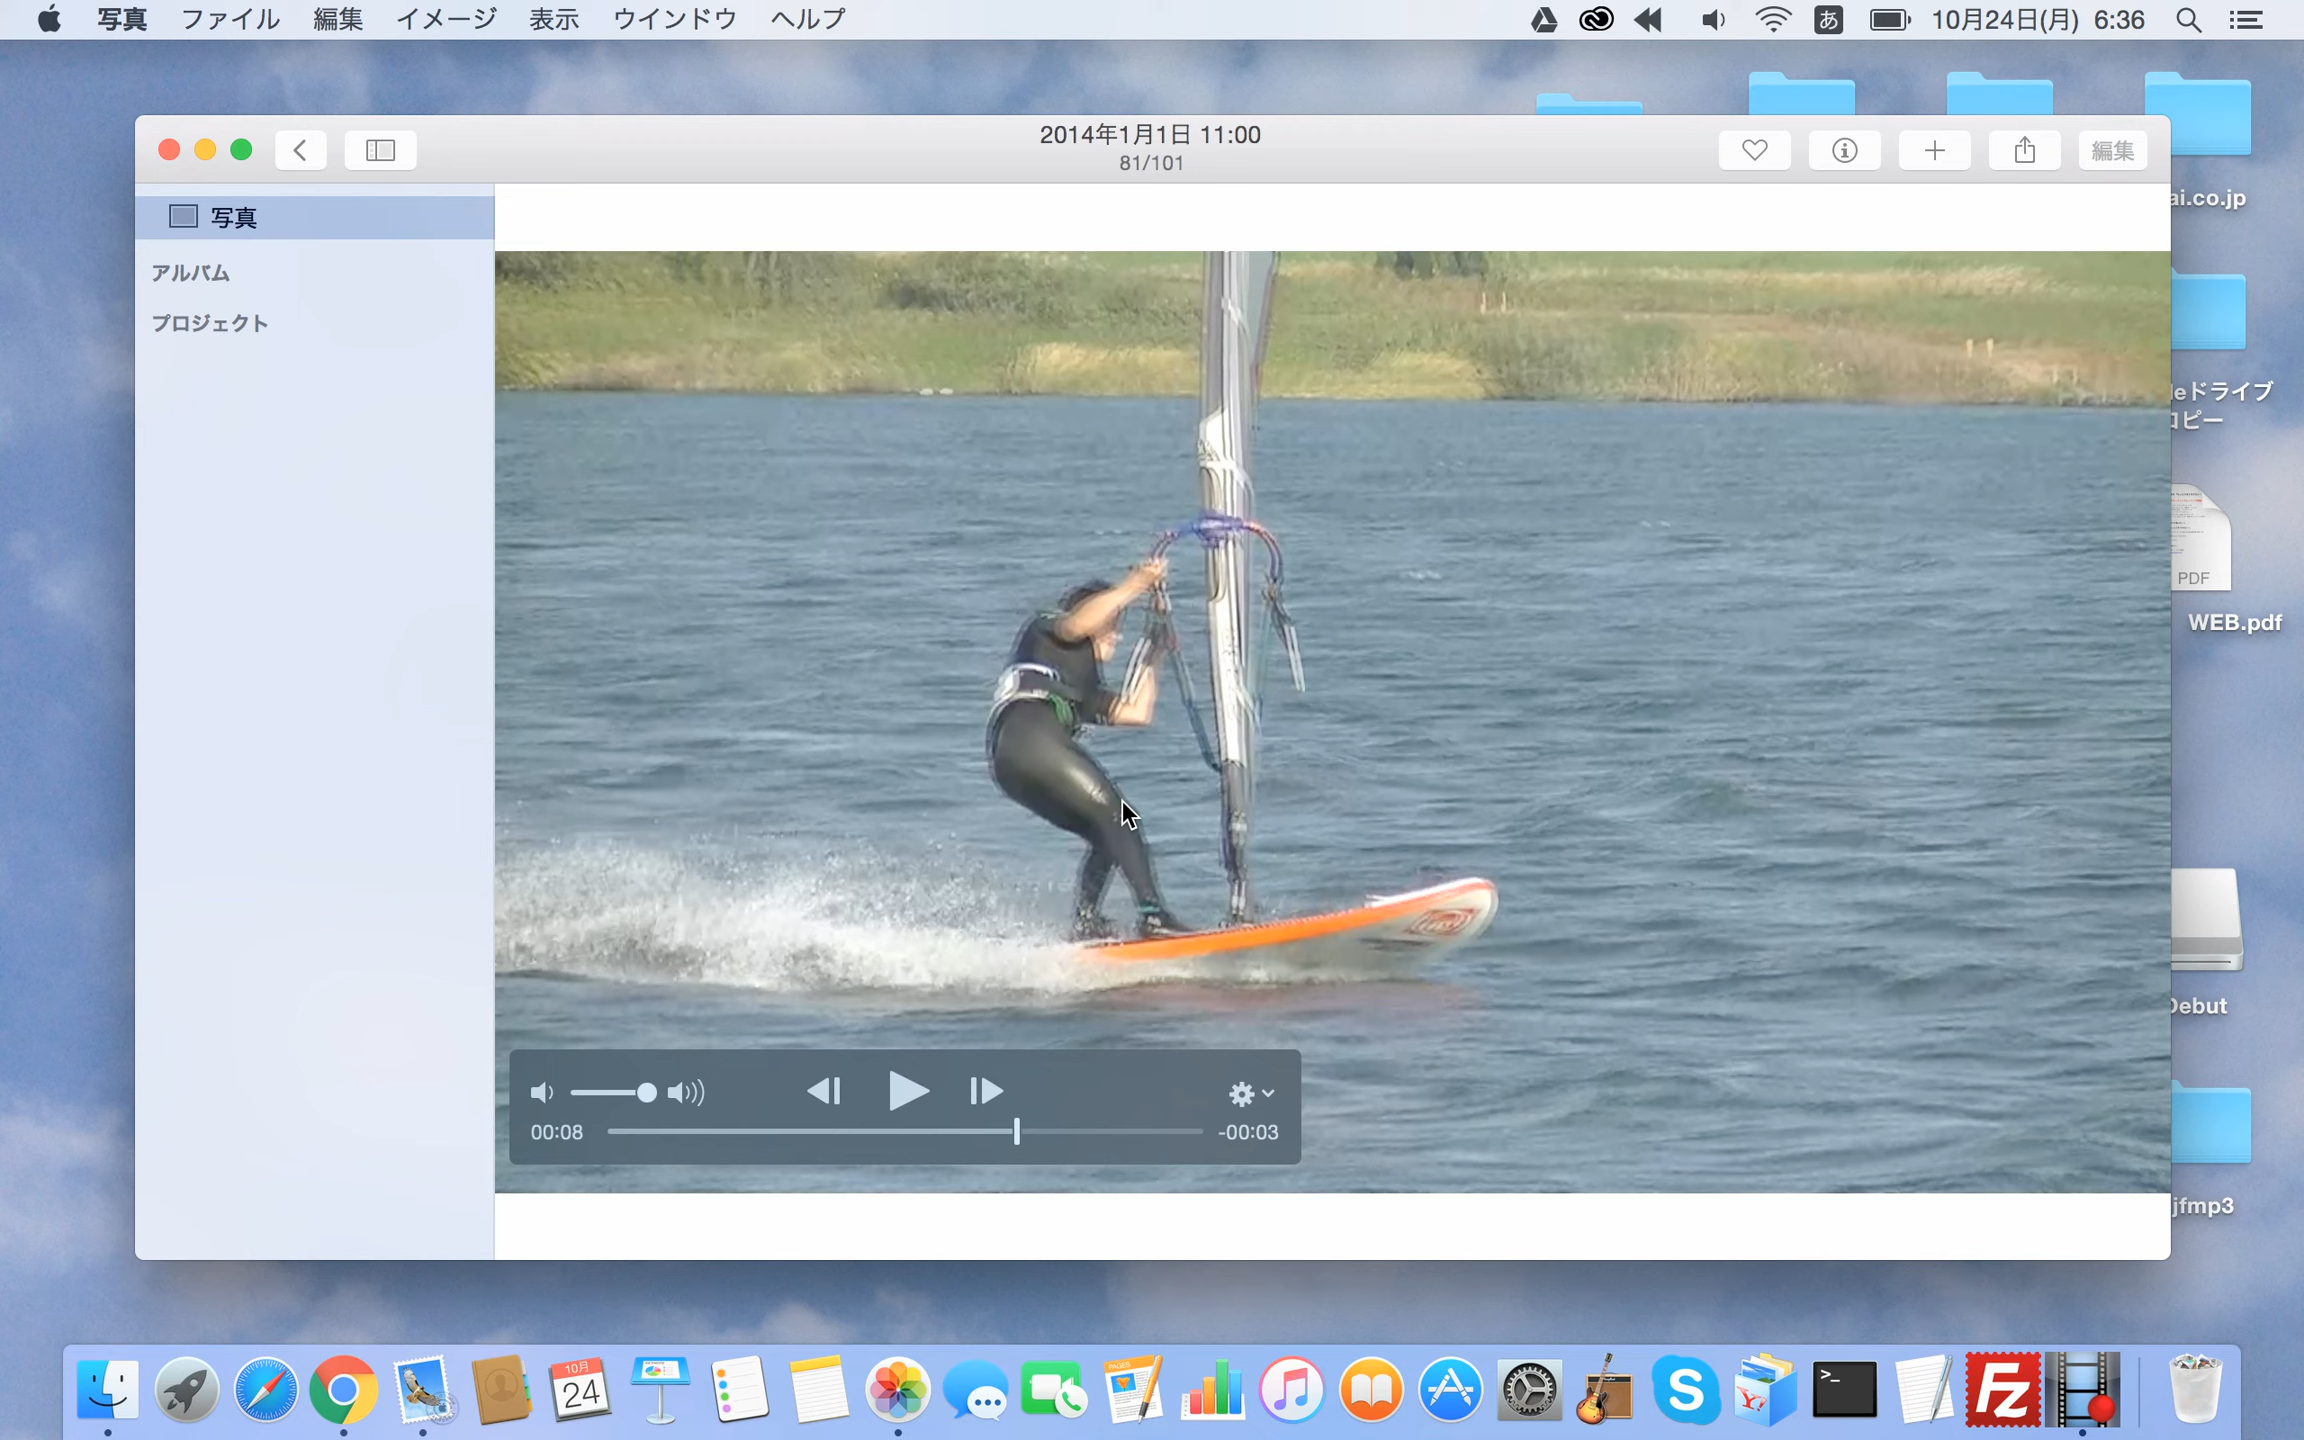 写真 ファイル 編集 イメージ 表示 ウインドウ ヘルプ
あ 10月24日(月) 6:36
2014年1月1日 11:00
81/101
編集
写真
アルバム
プロジェクト
ai.co.jp
leドライブ
コピー
PDF
WEB.pdf
Debut
jfmp3
00:08
-00:03
10月
24
PAGES
S
Y!
>_
Fz